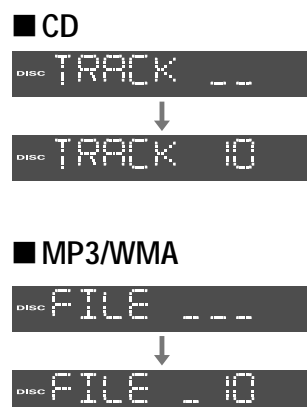 ■ CD
DISC TRACK _ _
DISC TRACK 10
■ MP3/WMA
DISC FILE _ _ _
DISC FILE _ 10